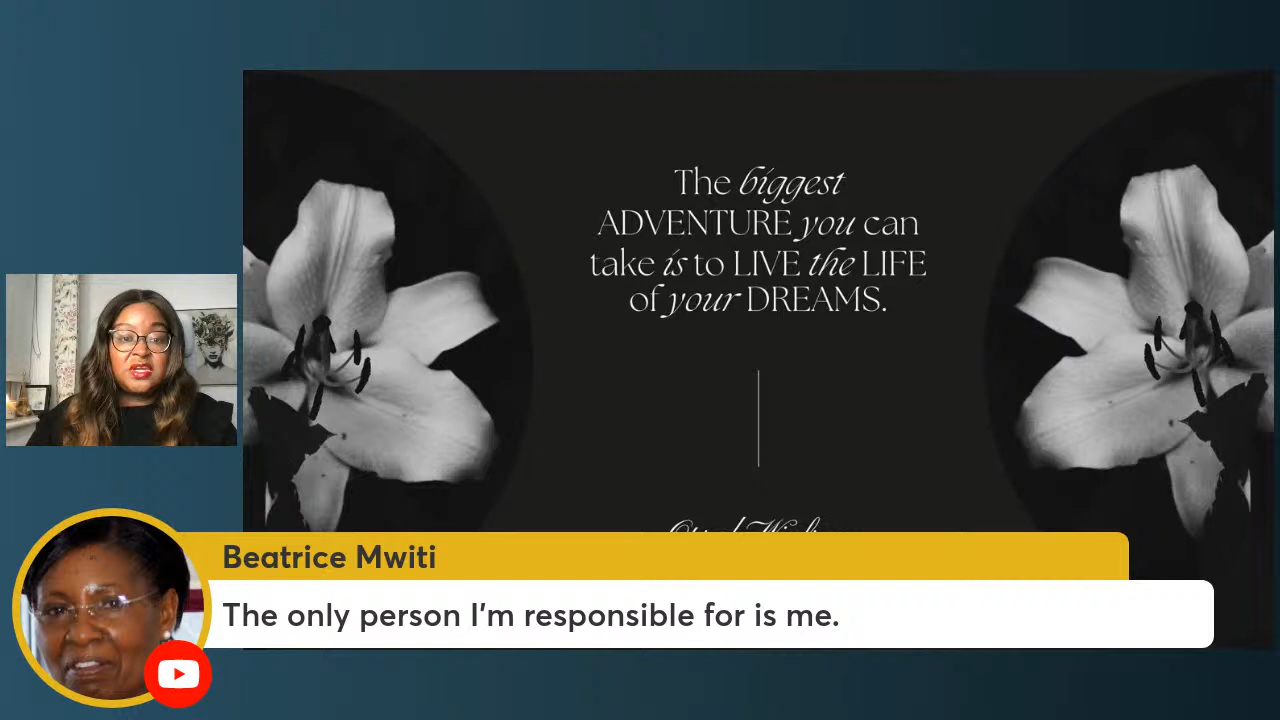 The biggest
ADVENTURE you can
take is to LIVE the LIFE
of your DREAMS.
Beatrice Mwiti
The only person I'm responsible for is me.